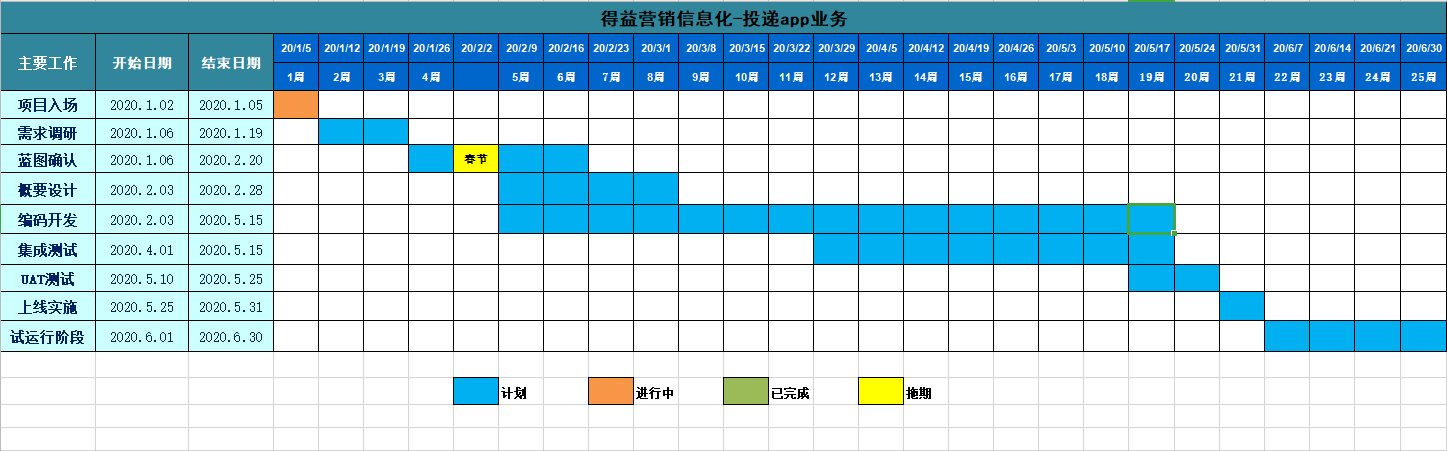 得益营销信息化-投递app业务
主要工作 开始日期 结束日期 20/1/5 20/1/12 20/1/19 20/1/26 20/2/2 20/2/9 20/2/16 20/2/23 20/3/1 20/3/8 20/3/15 20/3/22 20/3/29 20/4/5 20/4/12 20/4/19 20/4/26 20/5/3 20/5/10 20/5/17 20/5/24 20/5/31 20/6/7 20/6/14 20/6/21 20/6/30
1周 2周 3周 4周 5周 6周 7周 8周 9周 10周 11周 12周 13周 14周 15周 16周 17周 18周 19周 20周 21周 22周 23周 24周 25周
项目入场 2020.1.02 2020.1.05
需求调研 2020.1.06 2020.1.19
蓝图确认 2020.1.06 2020.2.20 春节
概要设计 2020.2.03 2020.2.28
编码开发 2020.2.03 2020.5.15
集成测试 2020.4.01 2020.5.15
UAT测试 2020.5.10 2020.5.25
上线实施 2020.5.25 2020.5.31
试运行阶段 2020.6.01 2020.6.30
计划 进行中 已完成 拖期